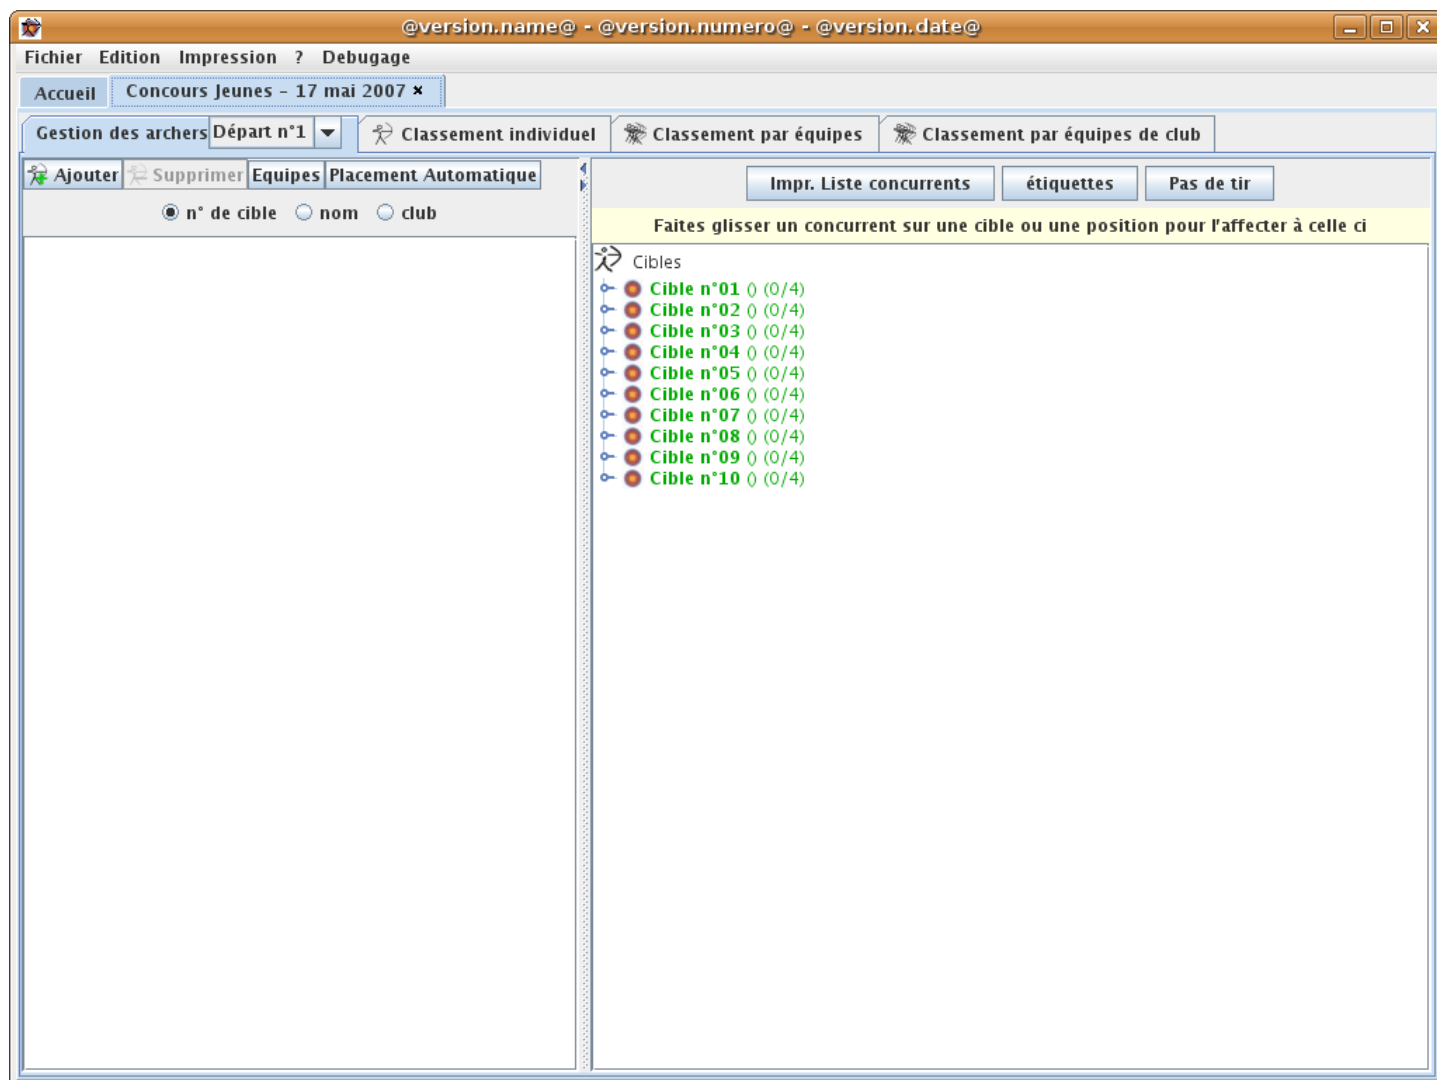 @version.name@ - @version.numero@ - @version.date@
Fichier Edition Impression ? Debugage
Accueil Concours Jeunes - 17 mai 2007 ×
Gestion des archers Départ n°1 Classement individuel Classement par équipes Classement par équipes de club
Ajouter Supprimer Equipes Placement Automatique
n° de cible nom club
Impr. Liste concurrents étiquettes Pas de tir
Faites glisser un concurrent sur une cible ou une position pour l'affecter à celle ci
Cibles
Cible n°01 () (0/4)
Cible n°02 () (0/4)
Cible n°03 () (0/4)
Cible n°04 () (0/4)
Cible n°05 () (0/4)
Cible n°06 () (0/4)
Cible n°07 () (0/4)
Cible n°08 () (0/4)
Cible n°09 () (0/4)
Cible n°10 () (0/4)